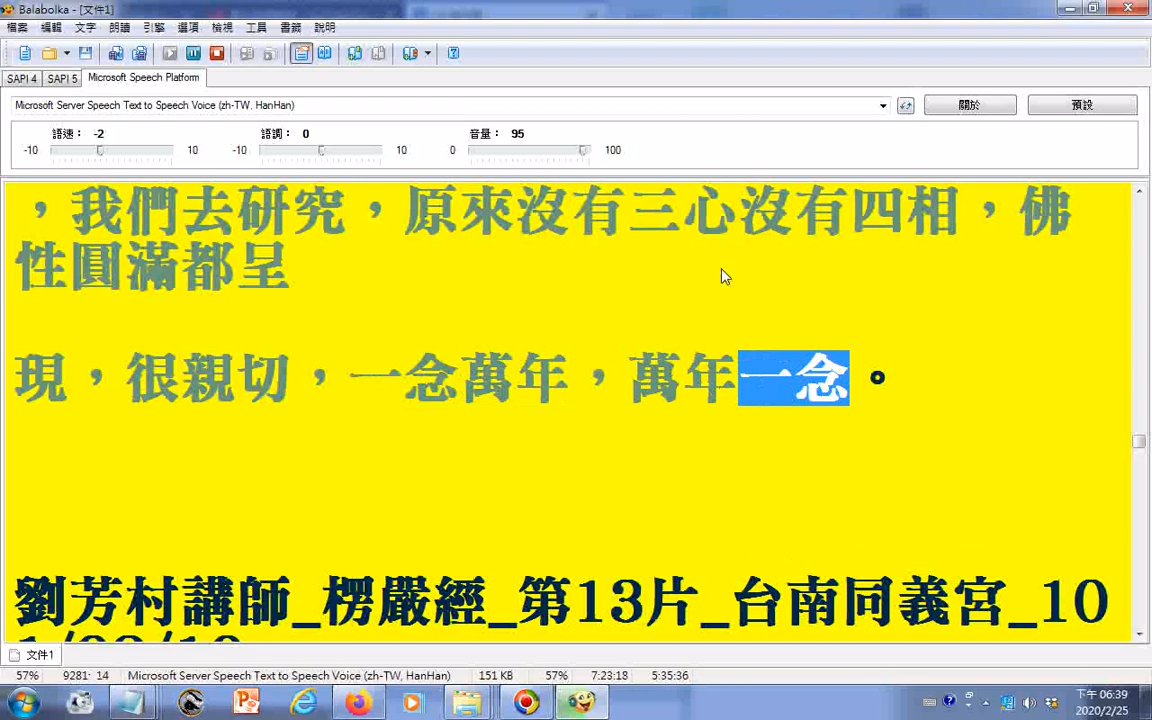 Balabolka - [文件1]
檔案 編輯 文字 朗讀 引擎 選項 檢視 工具 書籤 說明
SAPI 4 SAPI 5 Microsoft Speech Platform
Microsoft Server Speech Text to Speech Voice (zh-TW, HanHan) 關於 預設
語速： -2 語調： 0 音量： 95
-10 10 -10 10 0 100
，我們去研究，原來沒有三心沒有四相，佛
性圓滿都呈
現，很親切，一念萬年，萬年一念。
劉芳村講師_楞嚴經_第13片_台南同義宮_10
文件1
57% 9281: 14 Microsoft Server Speech Text to Speech Voice (zh-TW, HanHan) 151 KB 57% 7:23:18 5:35:36
下午 06:39
2020/2/25